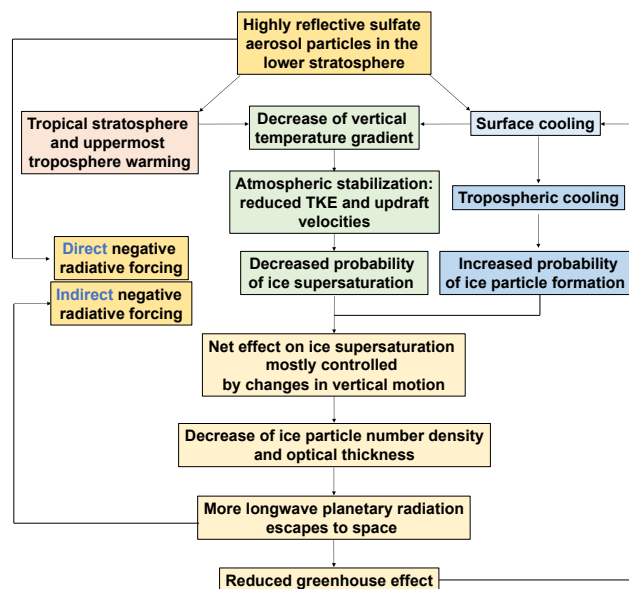 Highly reflective sulfate
aerosol particles in the
lower stratosphere
Tropical stratosphere
and uppermost
troposphere warming
Decrease of vertical
temperature gradient
Surface cooling
Atmospheric stabilization:
reduced TKE and updraft
velocities
Tropospheric cooling
Direct negative
radiative forcing
Indirect negative
radiative forcing
Decreased probability
of ice supersaturation
Increased probability
of ice particle formation
Net effect on ice supersaturation
mostly controlled
by changes in vertical motion
Decrease of ice particle number density
and optical thickness
More longwave planetary radiation
escapes to space
Reduced greenhouse effect